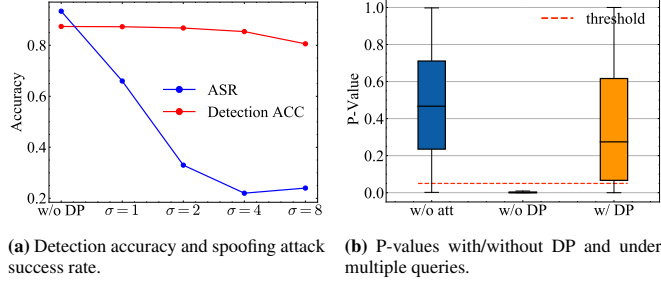 Accuracy
0.8
0.6
0.4
0.2
ASR
Detection ACC
w/o DP
σ = 1
σ = 2
σ = 4
σ = 8
(a) Detection accuracy and spoofing attack
success rate.
P-Value
1.0
0.8
0.6
0.4
0.2
0.0
threshold
w/o att
w/o DP
w/ DP
(b) P-values with/without DP and under
multiple queries.